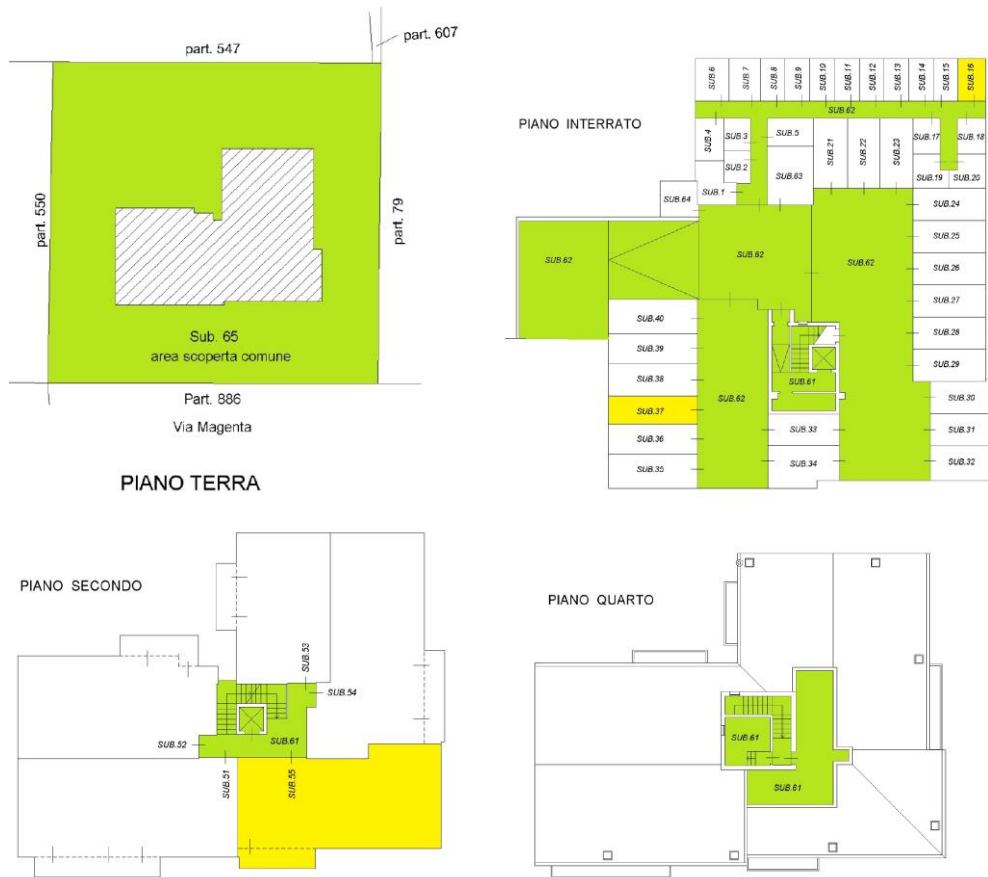 part. 547
part. 607
part. 550
part. 79
Sub. 65
area scoperta comune
Part. 886
Via Magenta
PIANO TERRA
PIANO INTERRATO
SUB.6
SUB.7
SUB.8
SUB.9
SUB.10
SUB.11
SUB.12
SUB.13
SUB.14
SUB.15
SUB.16
SUB.62
SUB.4
SUB.3
SUB.5
SUB.2
SUB.63
SUB.1
SUB.64
SUB.21
SUB.22
SUB.23
SUB.17
SUB.18
SUB.19
SUB.20
SUB.24
SUB.25
SUB.26
SUB.27
SUB.28
SUB.29
SUB.30
SUB.31
SUB.32
SUB.62
SUB.62
SUB.62
SUB.40
SUB.39
SUB.38
SUB.37
SUB.36
SUB.35
SUB.62
SUB.61
SUB.33
SUB.34
PIANO SECONDO
SUB.53
SUB.54
SUB.52
SUB.61
SUB.51
SUB.55
PIANO QUARTO
SUB.61
SUB.61